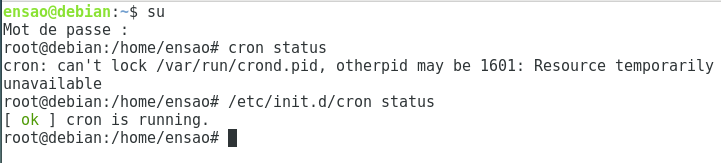 ensao@debian:~$ su
Mot de passe :
root@debian:/home/ensao# cron status
cron: can't lock /var/run/crond.pid, otherpid may be 1601: Resource temporarily
unavailable
root@debian:/home/ensao# /etc/init.d/cron status
[ ok ] cron is running.
root@debian:/home/ensao#